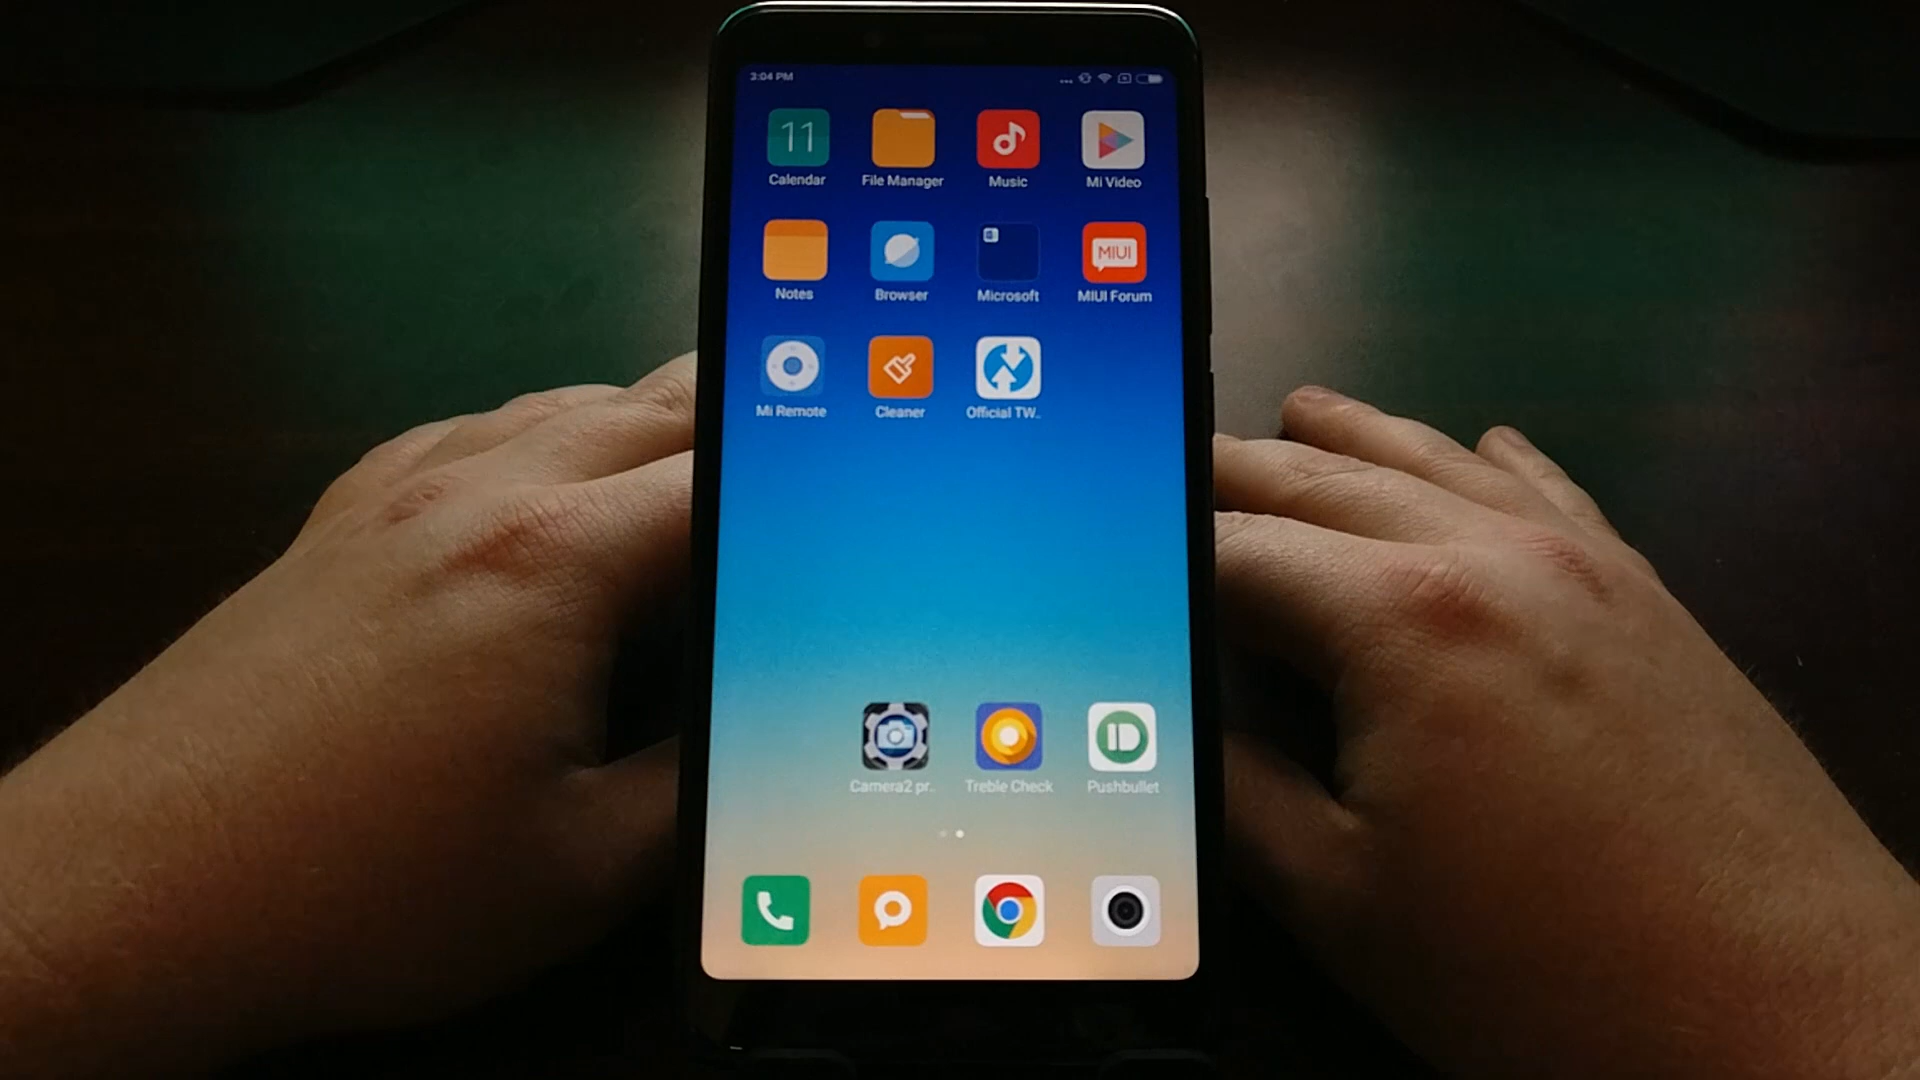 3:04 PM
11
Calendar File Manager Music Mi Video
MIUI
Notes Browser Microsoft MIUI Forum
Mi Remote Cleaner Official TW..
Camera2 pr.. Treble Check Pushbullet